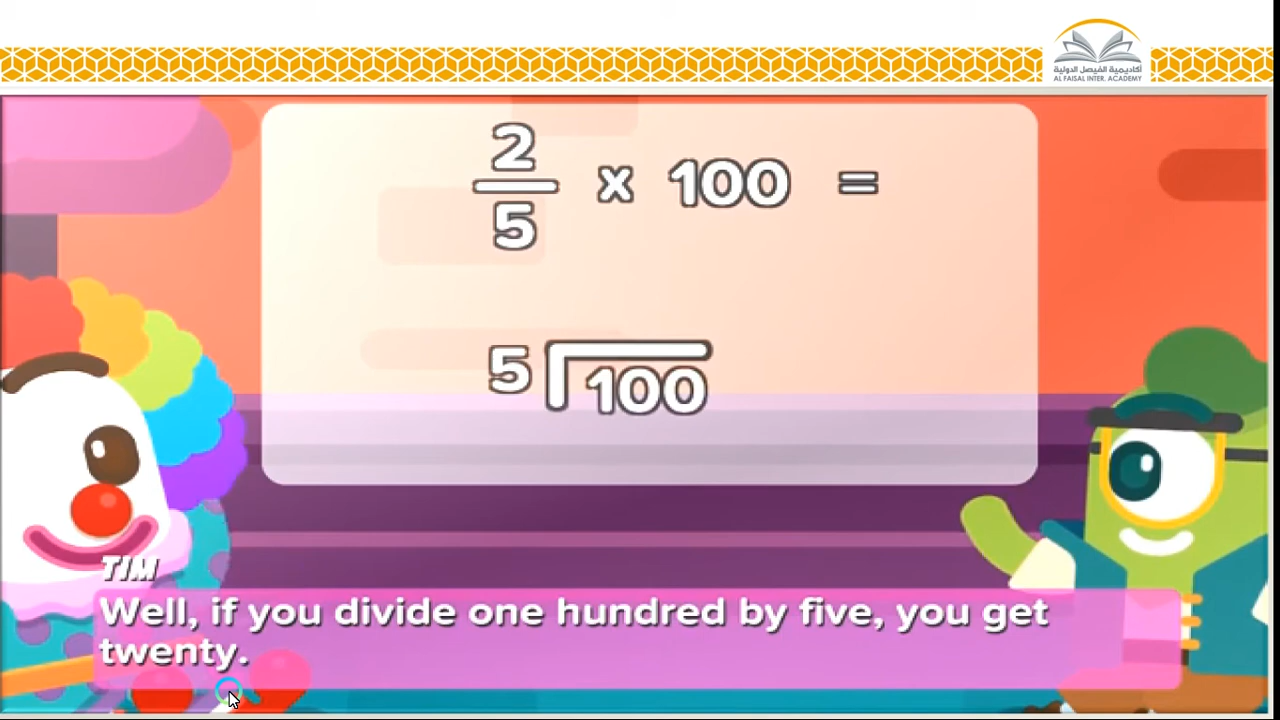 أكاديمية الفيصل الدولية
AL FAISAL INTER. ACADEMY
2/5 x 100 =
5 100
TIM
Well, if you divide one hundred by five, you get
twenty.